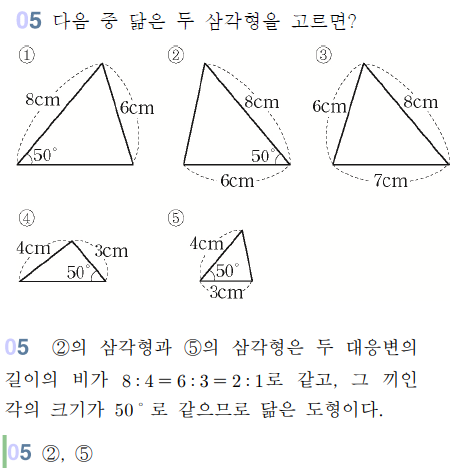 05 다음 중 닮은 두 삼각형을 고르면?
① ② ③
8cm 6cm 50°
8cm 50° 6cm
6cm 8cm 7cm
④ ⑤
4cm 3cm 50°
4cm 50° 3cm
05 ②의 삼각형과 ⑤의 삼각형은 두 대응변의
길이의 비가 8 : 4 = 6 : 3 = 2 : 1로 같고, 그 끼인
각의 크기가 50°로 같으므로 닮은 도형이다.
05 ②, ⑤